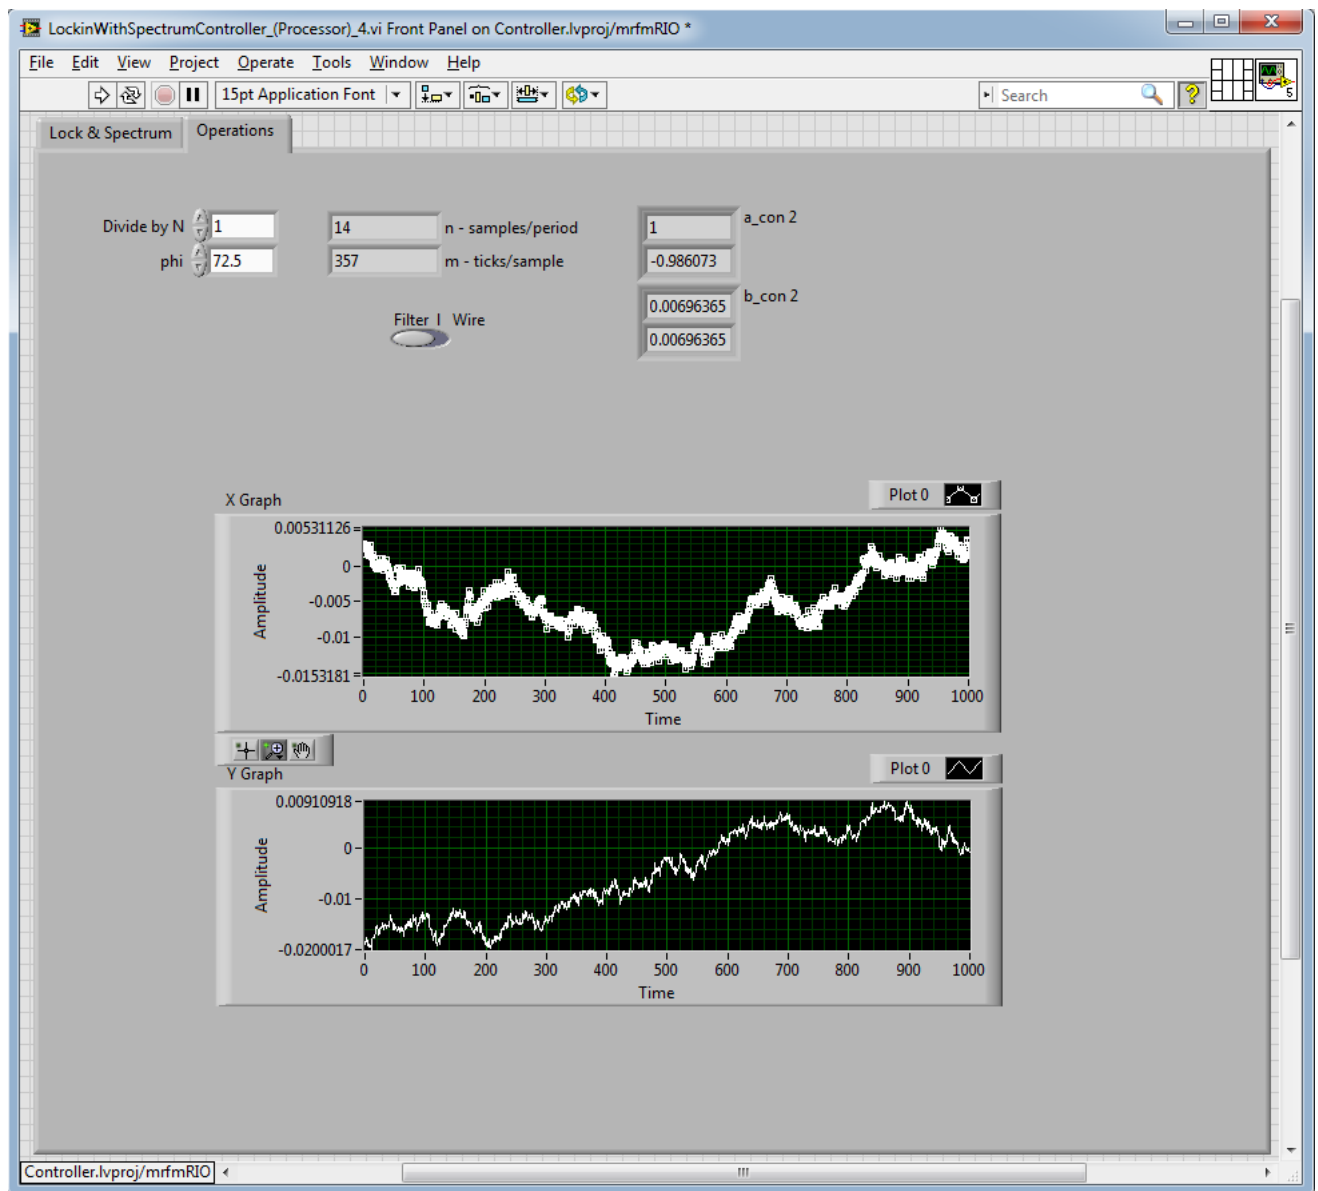 LockinWithSpectrumController_(Processor)_4.vi Front Panel on Controller.lvproj/mrfmRIO *
File Edit View Project Operate Tools Window Help
15pt Application Font Search 5
Lock & Spectrum Operations
Divide by N 1 14 n - samples/period 1 a_con 2
phi 72.5 357 m - ticks/sample -0.986073
0.00696365 b_con 2
Filter | Wire 0.00696365
X Graph Plot 0
0.00531126
0
-0.005
-0.01
-0.0153181
Amplitude
0 100 200 300 400 500 600 700 800 900 1000
Time
Y Graph Plot 0
0.00910918
0
-0.01
-0.0200017
Amplitude
0 100 200 300 400 500 600 700 800 900 1000
Time
Controller.lvproj/mrfmRIO